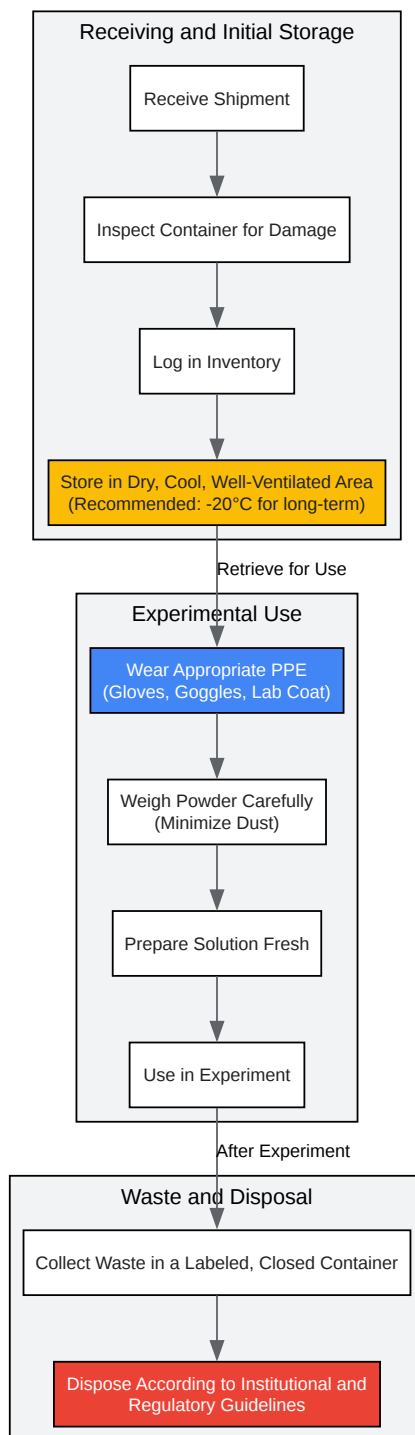 Receiving and Initial Storage
Receive Shipment
Inspect Container for Damage
Log in Inventory
Store in Dry, Cool, Well-Ventilated Area
(Recommended: -20°C for long-term)
Retrieve for Use
Experimental Use
Wear Appropriate PPE
(Gloves, Goggles, Lab Coat)
Weigh Powder Carefully
(Minimize Dust)
Prepare Solution Fresh
Use in Experiment
After Experiment
Waste and Disposal
Collect Waste in a Labeled, Closed Container
Dispose According to Institutional and
Regulatory Guidelines